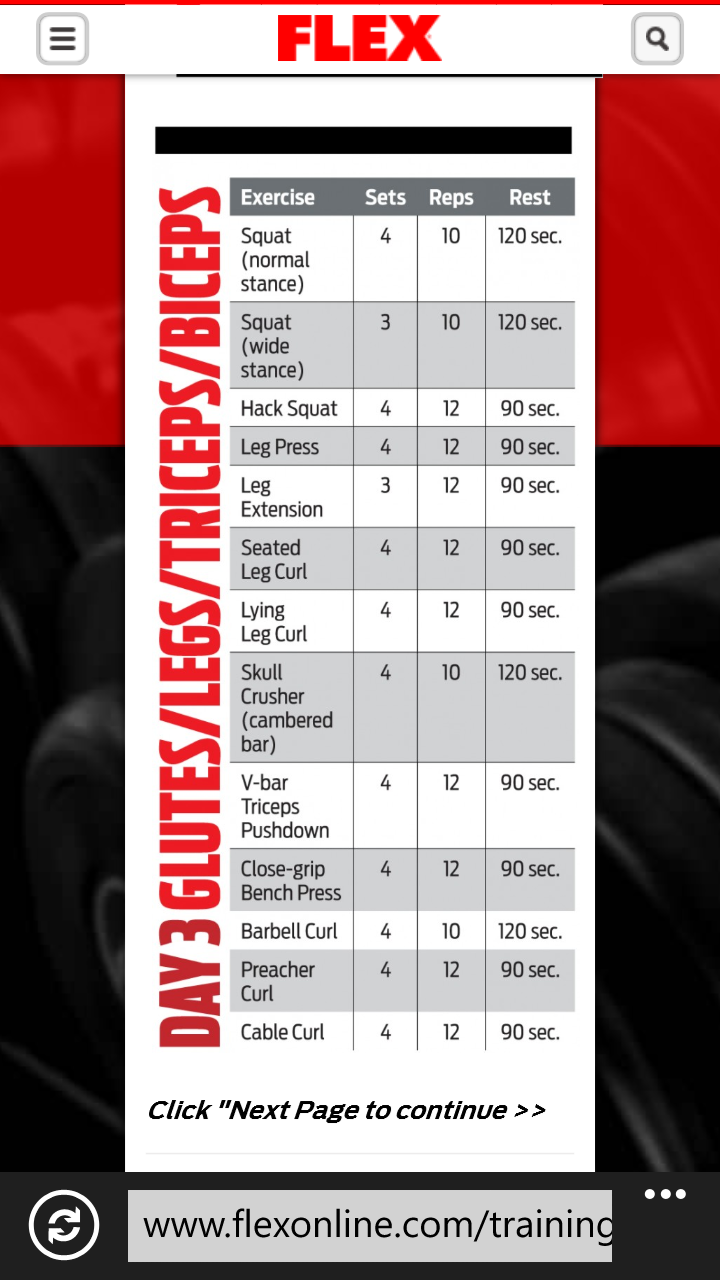 FLEX
DAY 3 GLUTES/LEGS/TRICEPS/BICEPS
Exercise Sets Reps Rest
Squat 4 10 120 sec.
(normal
stance)
Squat 3 10 120 sec.
(wide
stance)
Hack Squat 4 12 90 sec.
Leg Press 4 12 90 sec.
Leg 3 12 90 sec.
Extension
Seated 4 12 90 sec.
Leg Curl
Lying 4 12 90 sec.
Leg Curl
Skull 4 10 120 sec.
Crusher
(cambered
bar)
V-bar 4 12 90 sec.
Triceps
Pushdown
Close-grip 4 12 90 sec.
Bench Press
Barbell Curl 4 10 120 sec.
Preacher 4 12 90 sec.
Curl
Cable Curl 4 12 90 sec.
Click "Next Page to continue >>
www.flexonline.com/training